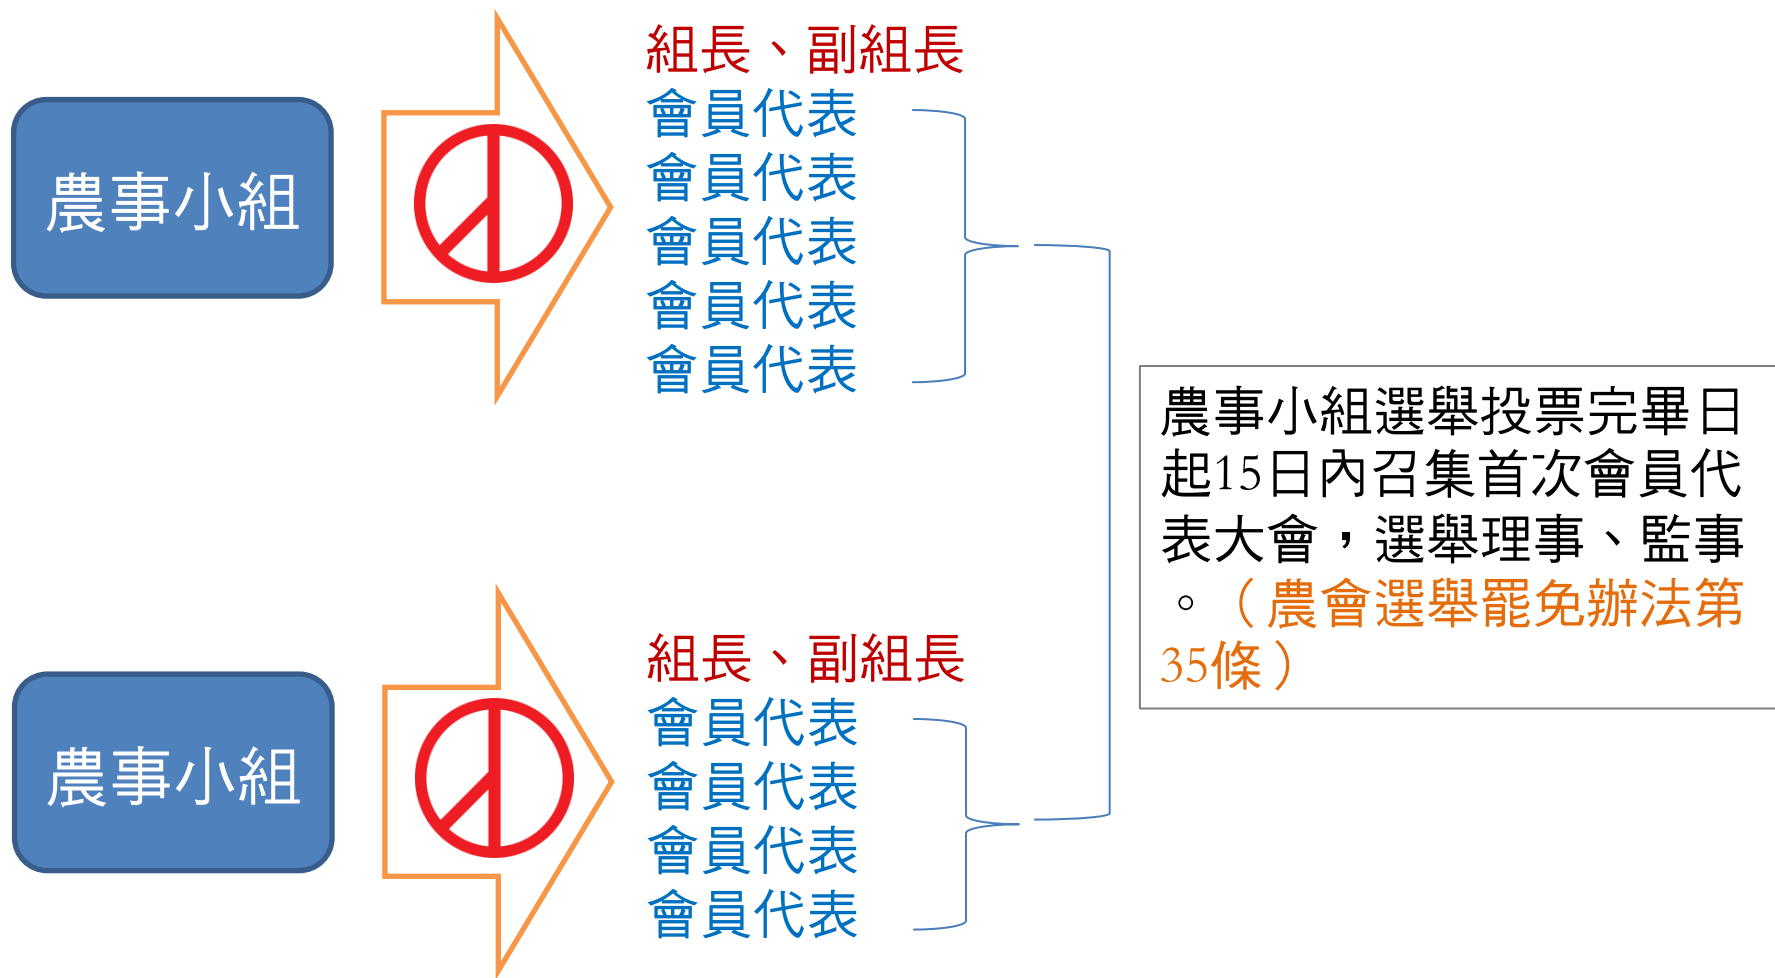 農事小組
組長、副組長
會員代表
會員代表
會員代表
會員代表
會員代表
農事小組
組長、副組長
會員代表
會員代表
會員代表
會員代表
農事小組選舉投票完畢日
起15日內召集首次會員代
表大會，選舉理事、監事
。（農會選舉罷免辦法第
35條）